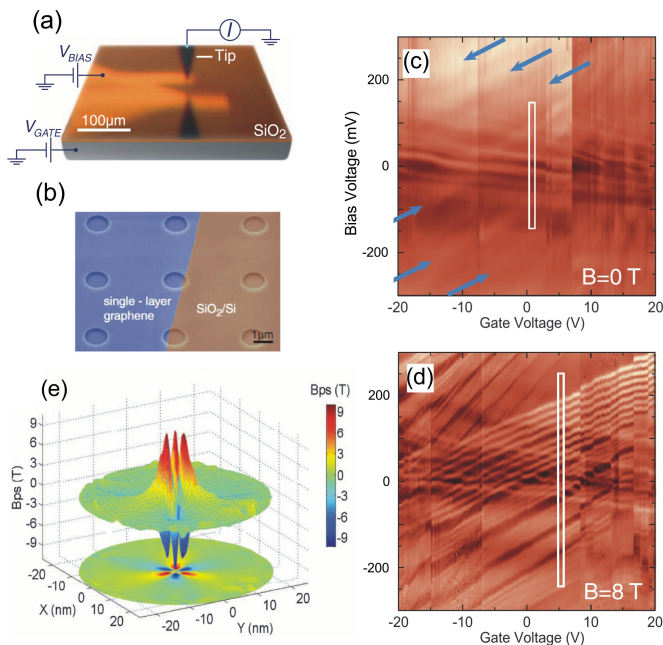 (a)
I
V_BIAS
Tip
V_GATE
100µm
SiO₂
(b)
single - layer
graphene
SiO₂/Si
1µm
(c)
Bias Voltage (mV)
200
0
-200
B=0 T
-20 -10 0 10 20
Gate Voltage (V)
(d)
200
0
-200
B=8 T
-20 -10 0 10 20
Gate Voltage (V)
(e)
Bps (T)
9
6
3
0
-3
-6
-9
Bps (T)
9
6
3
0
-3
-6
-9
-20
-10
0
10
20
X (nm)
-20
-10
0
10
20
Y (nm)